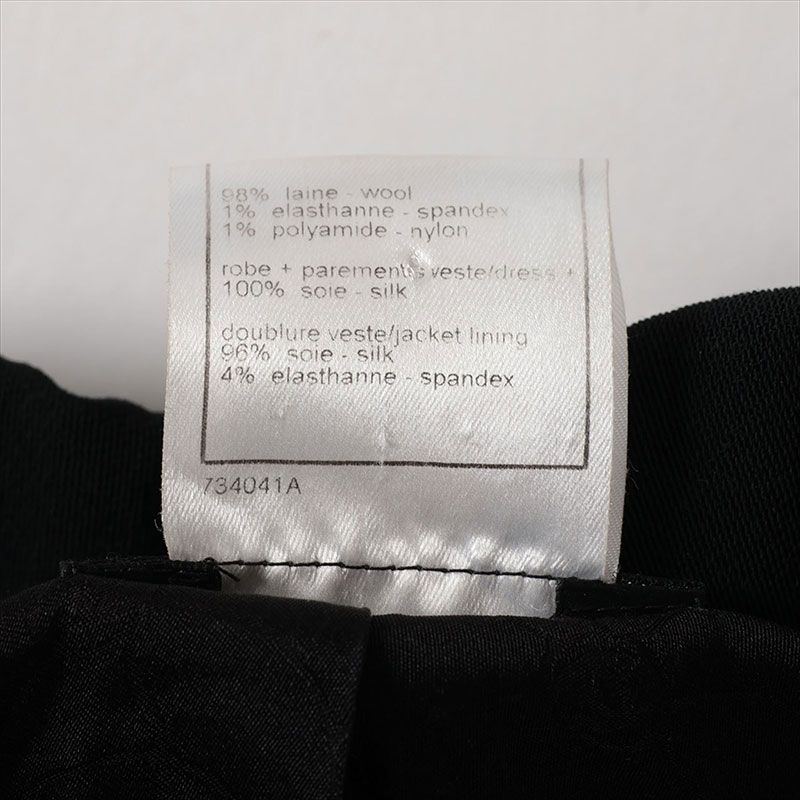 98% laine - wool
1% elasthanne - spandex
1% polyamide - nylon
robe + parements veste/dress +
100% soie - silk
doublure veste/jacket lining
96% soie - silk
4% elasthanne - spandex
734041A